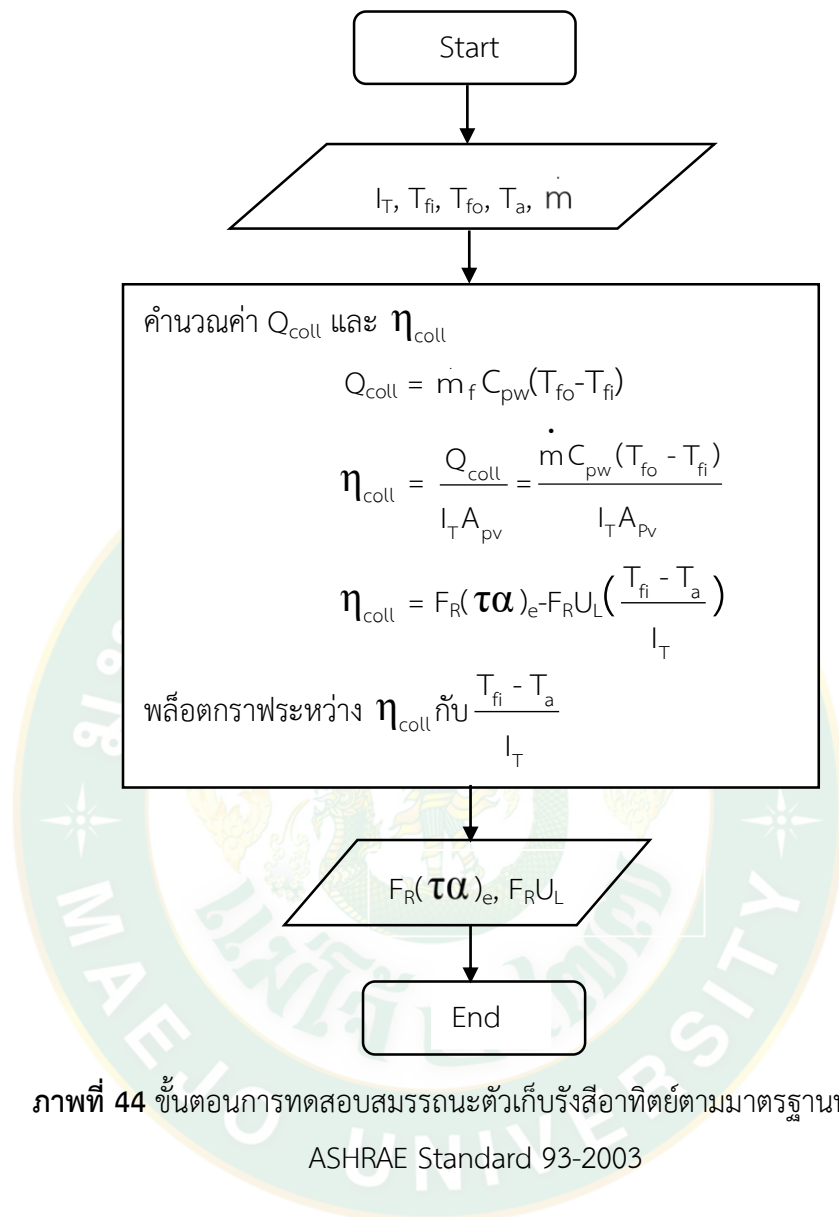 Start
I_T, T_fi, T_fo, T_a, ṁ
คำนวณค่า Q_coll และ η_coll
Q_coll = ṁ_f C_pw(T_fo-T_fi)
η_coll = Q_coll / I_T A_pv = ṁ C_pw (T_fo - T_fi) / I_T A_Pv
η_coll = F_R(τα)_e-F_RU_L(T_fi - T_a / I_T)
พล็อตกราฟระหว่าง η_coll กับ T_fi - T_a / I_T
F_R(τα)_e, F_RU_L
End
ภาพที่ 44 ขั้นตอนการทดสอบสมรรถนะตัวเก็บรังสีอาทิตย์ตามมาตรฐาน
ASHRAE Standard 93-2003
MAEJO UNIVERSITY